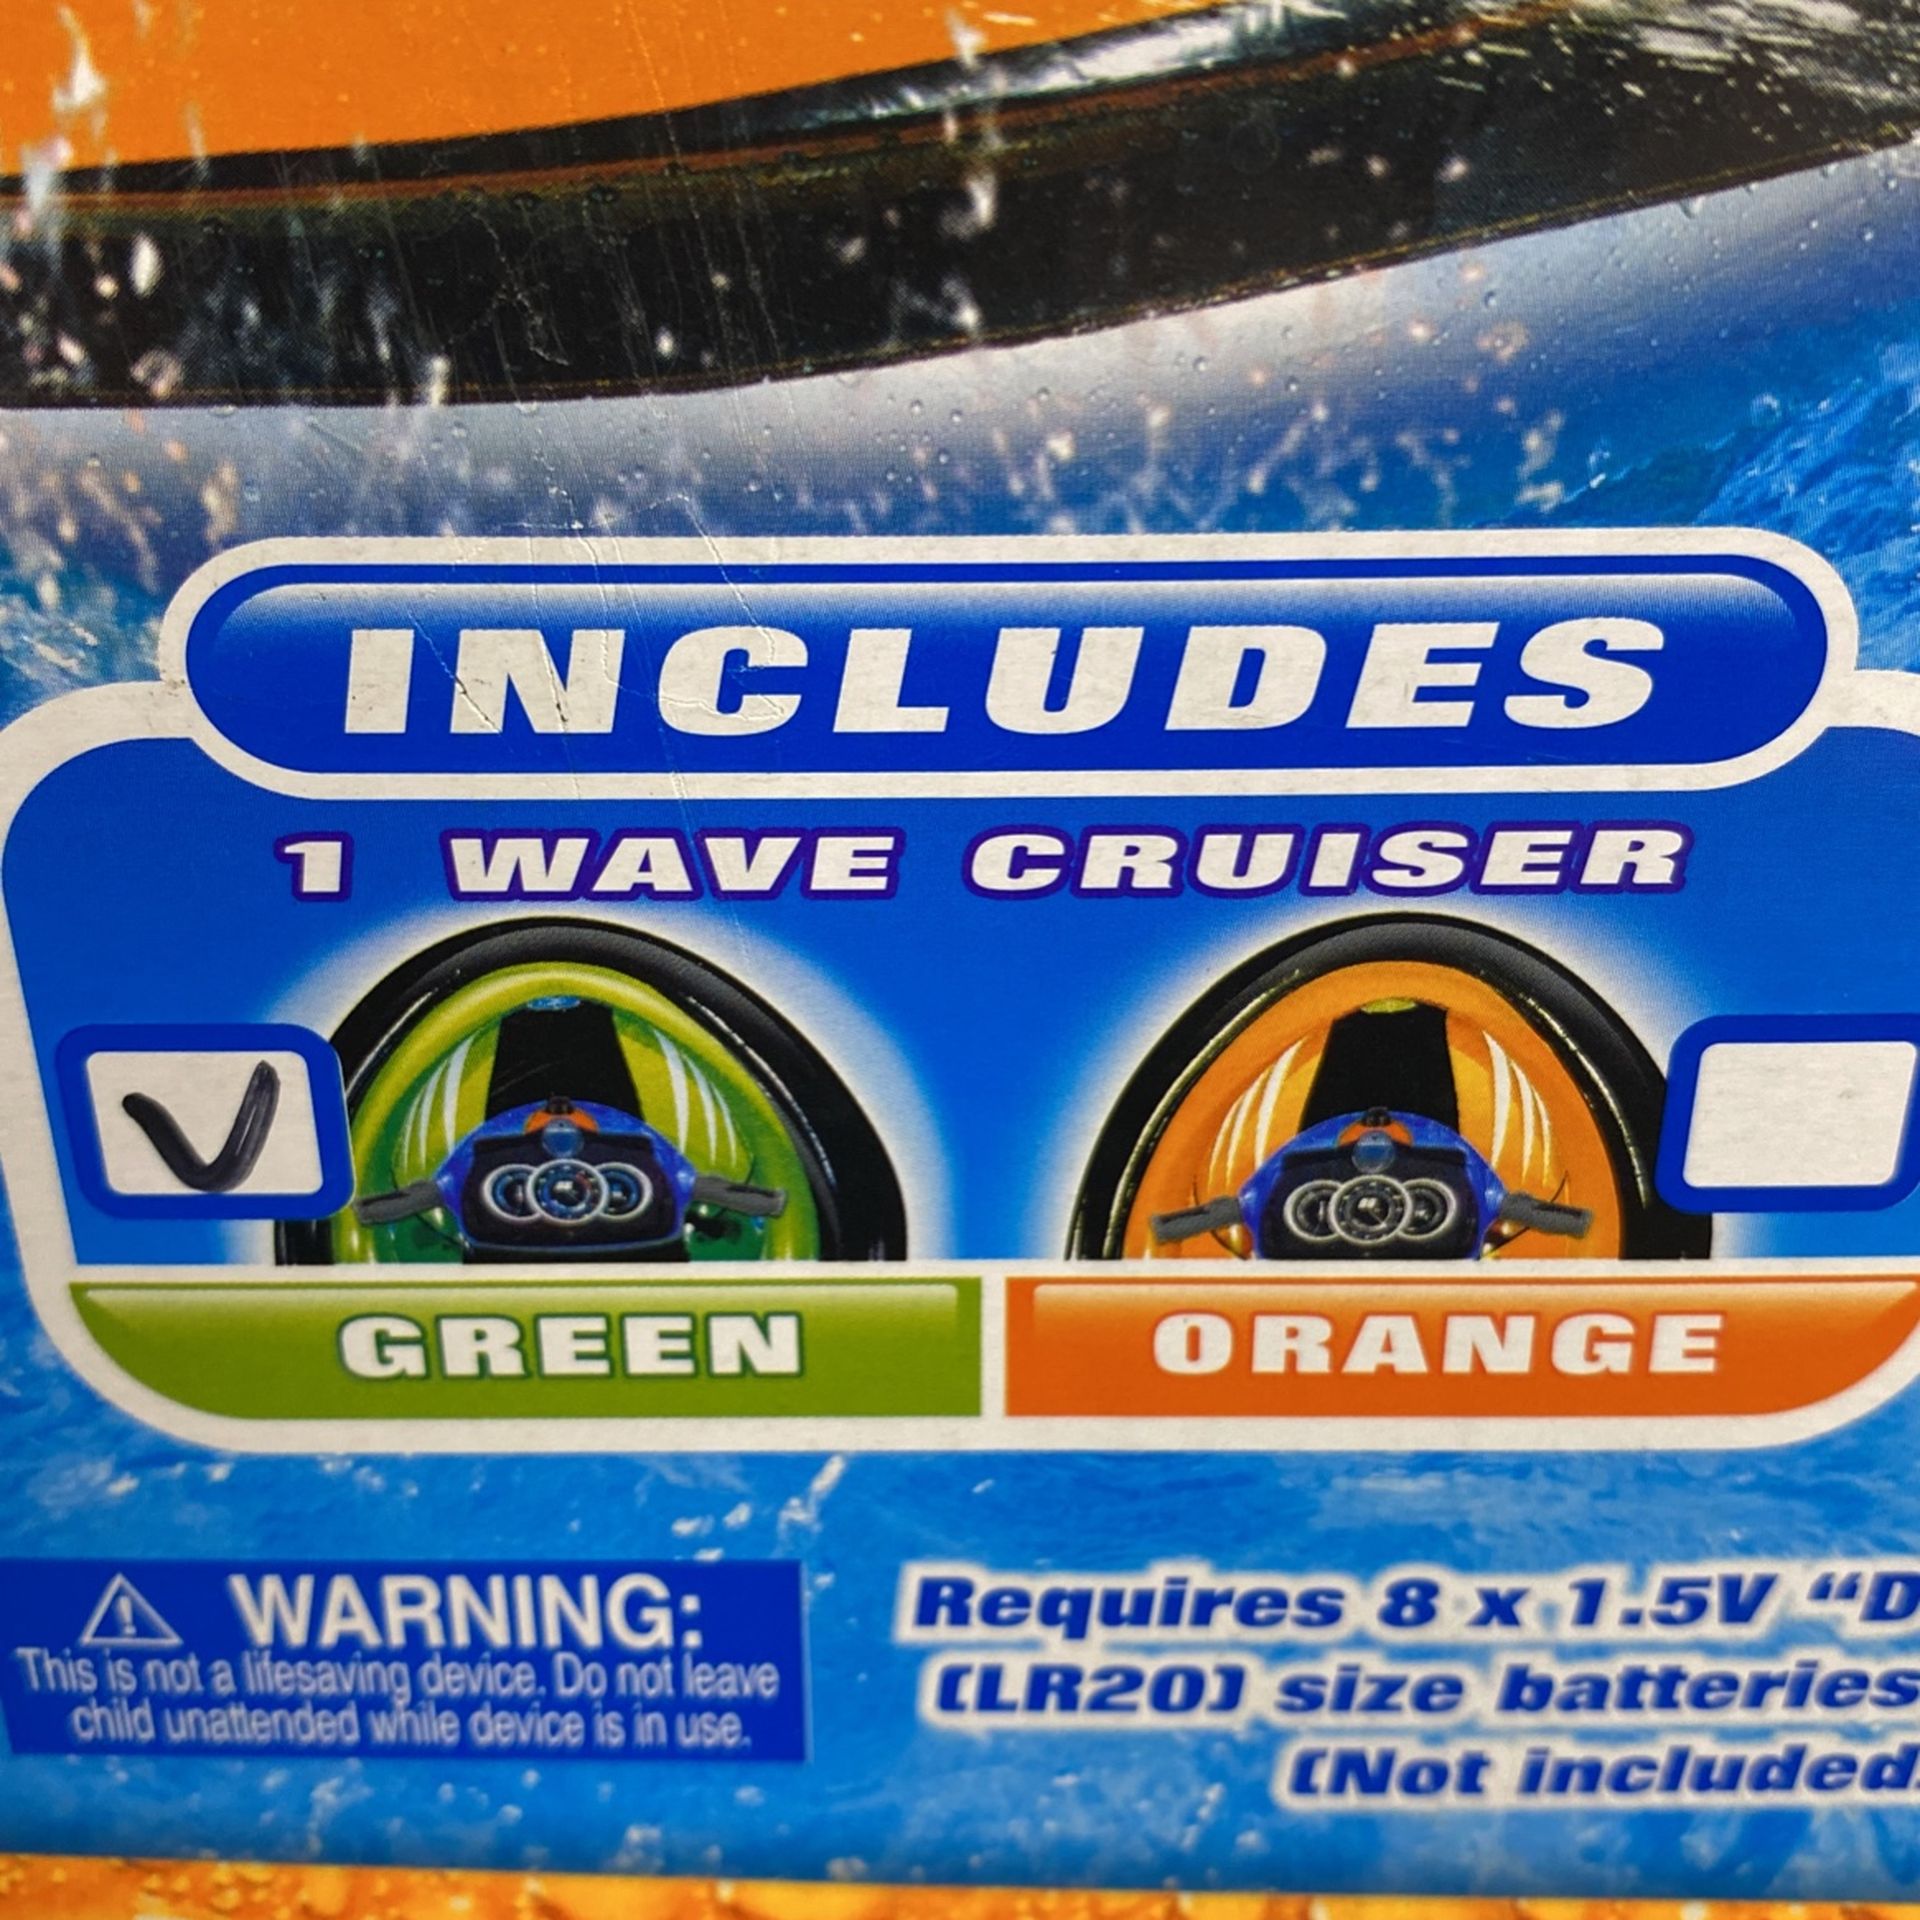 INCLUDES
1 WAVE CRUISER
GREEN
ORANGE
WARNING:
This is not a lifesaving device. Do not leave
child unattended while device is in use.
Requires 8 x 1.5V “D
(LR20) size batteries
(Not included